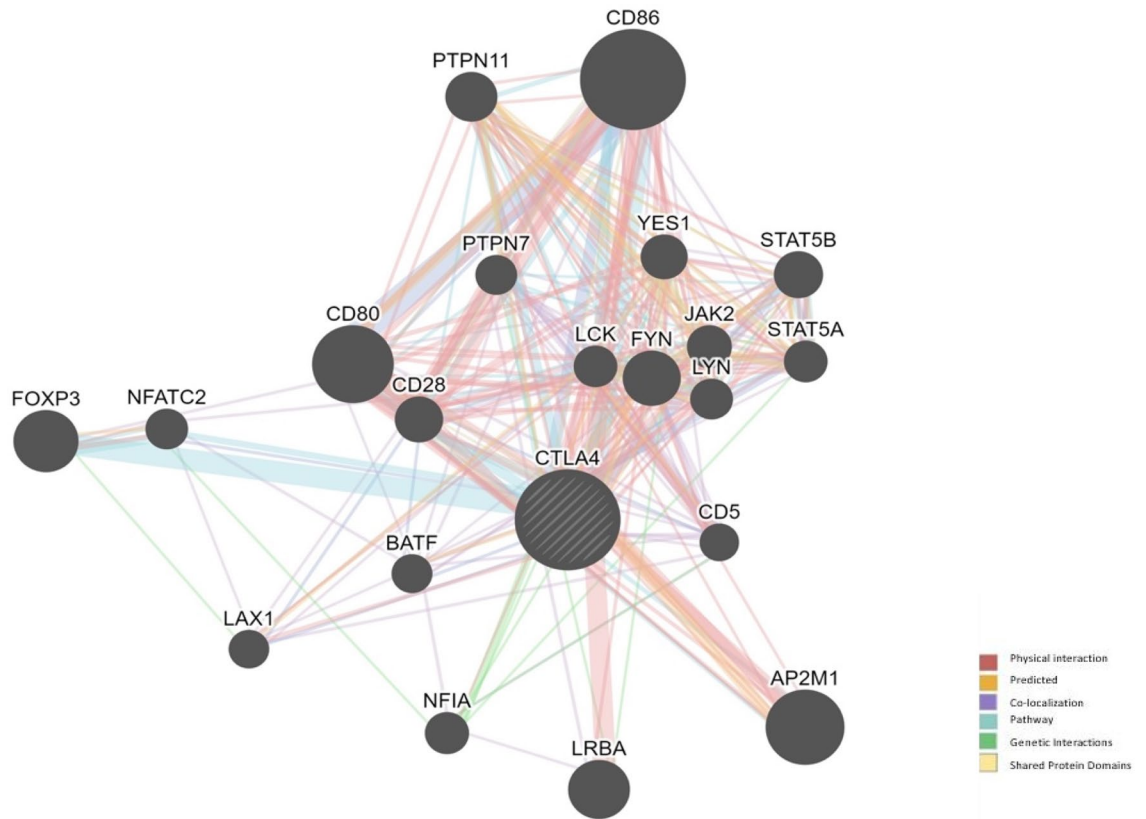 CD86
PTPN11
YES1
STAT5B
PTPN7
CD80
JAK2
STAT5A
LCK
FYN
LYN
CD28
FOXP3
NFATC2
CTLA4
CD5
BATF
LAX1
Physical interaction
Predicted
Co-localization
Pathway
Genetic Interactions
Shared Protein Domains
AP2M1
NFIA
LRBA